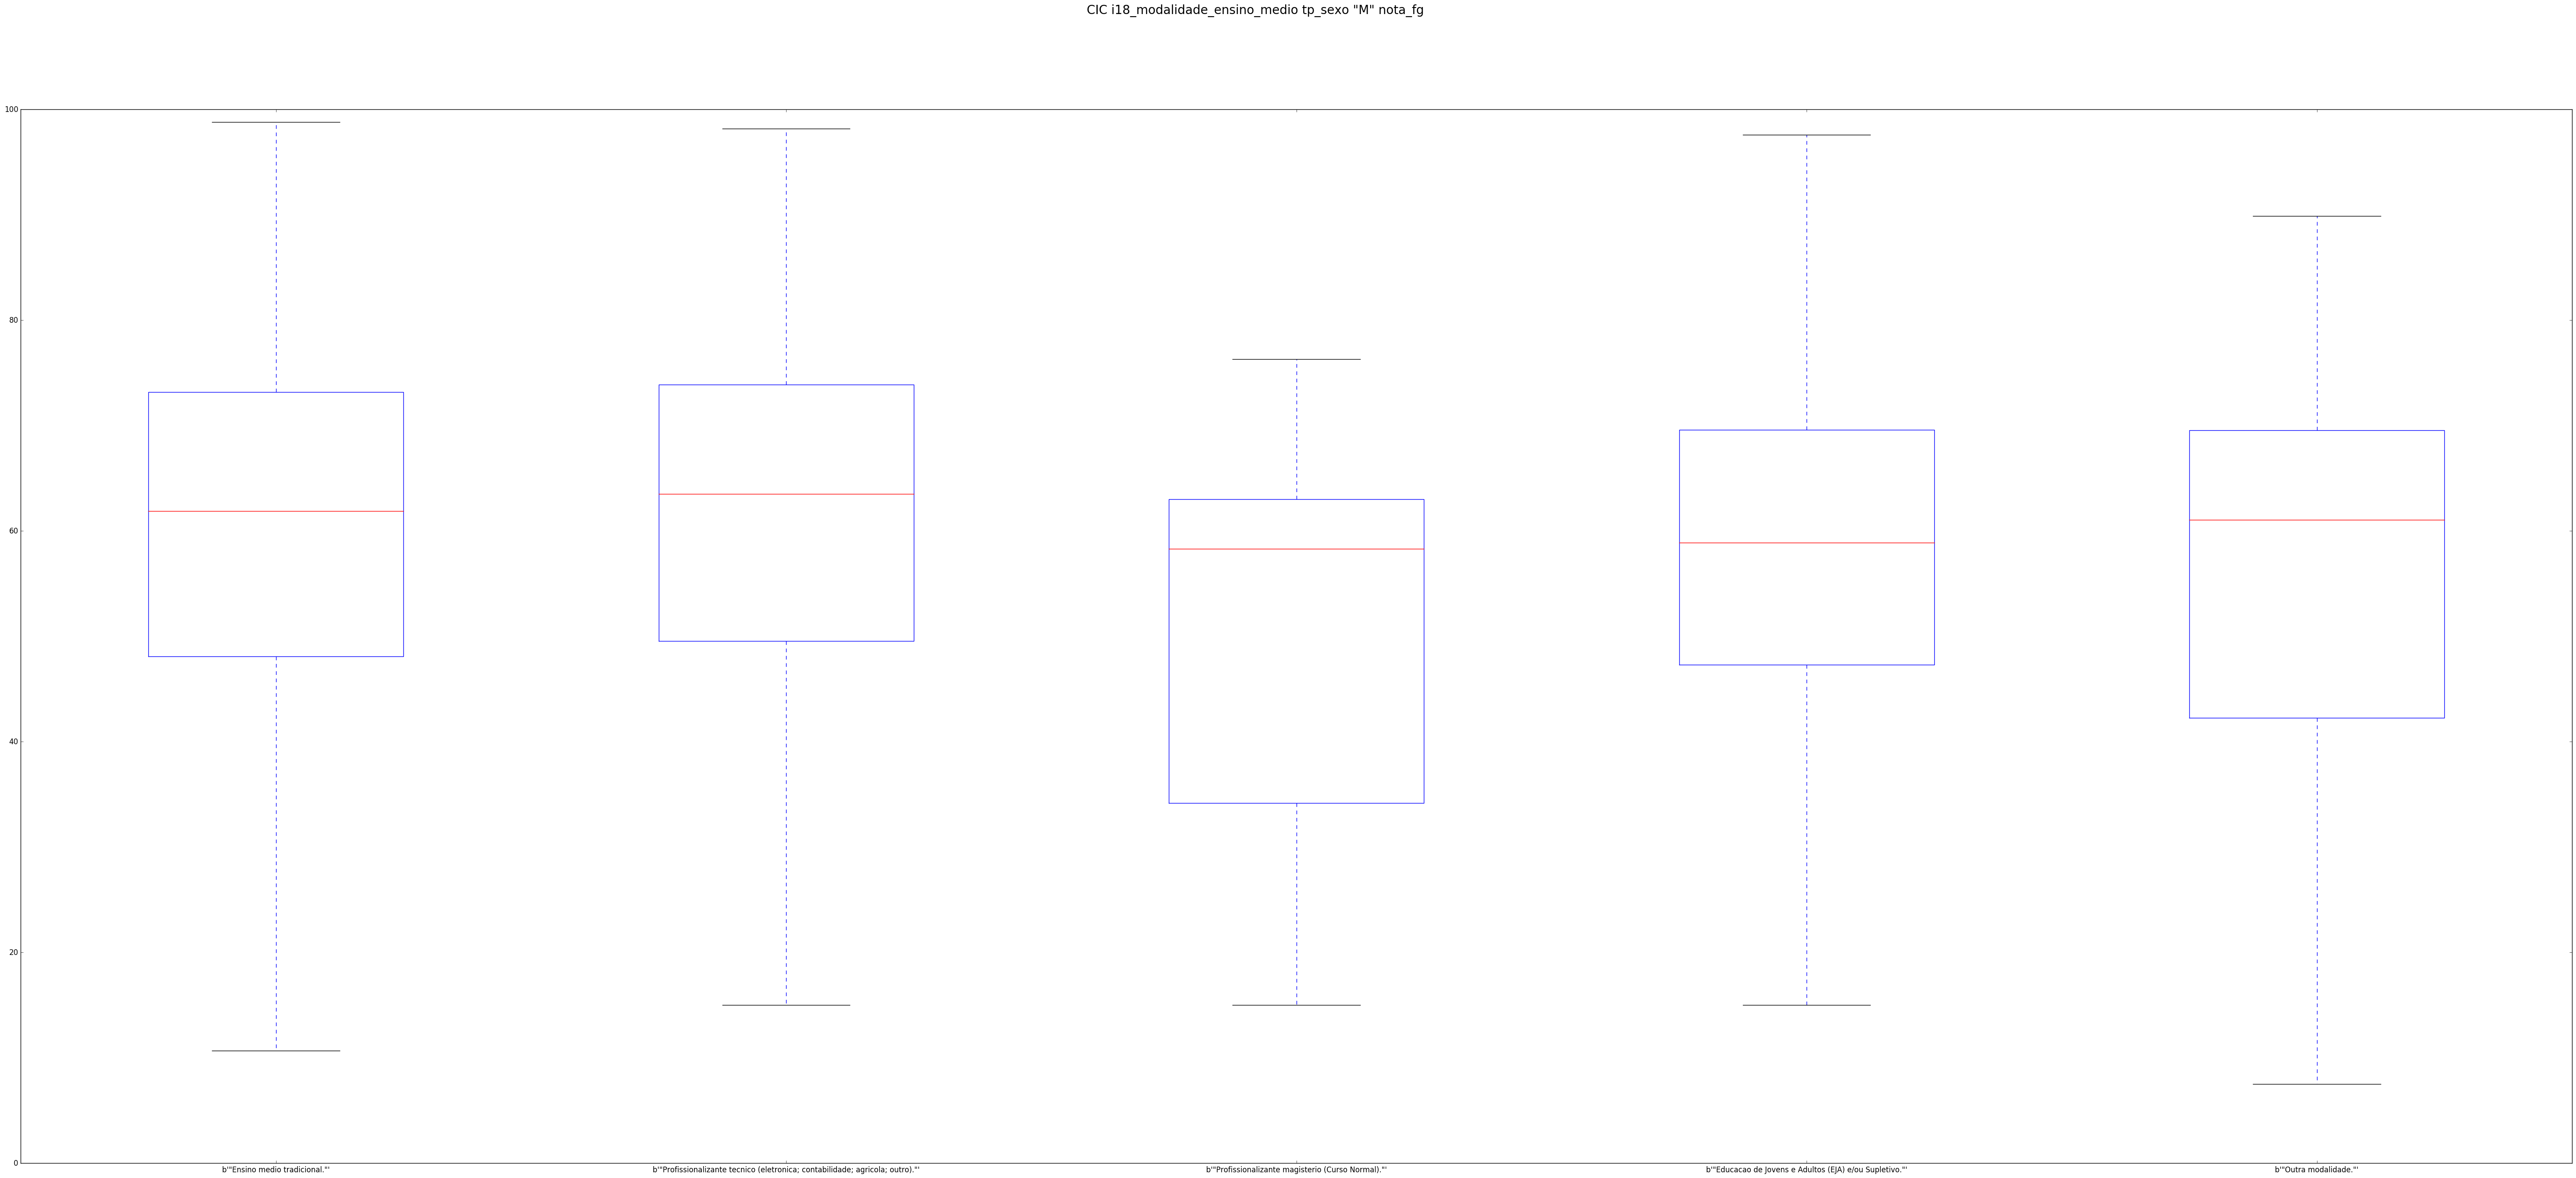 CIC i18_modalidade_ensino_medio tp_sexo "M" nota_fg
100
80
60
40
20
0
b'"Ensino medio tradicional."'
b'"Profissionalizante tecnico (eletronica; contabilidade; agricola; outro)."'
b'"Profissionalizante magisterio (Curso Normal)."'
b'"Educacao de Jovens e Adultos (EJA) e/ou Supletivo."'
b'"Outra modalidade."'